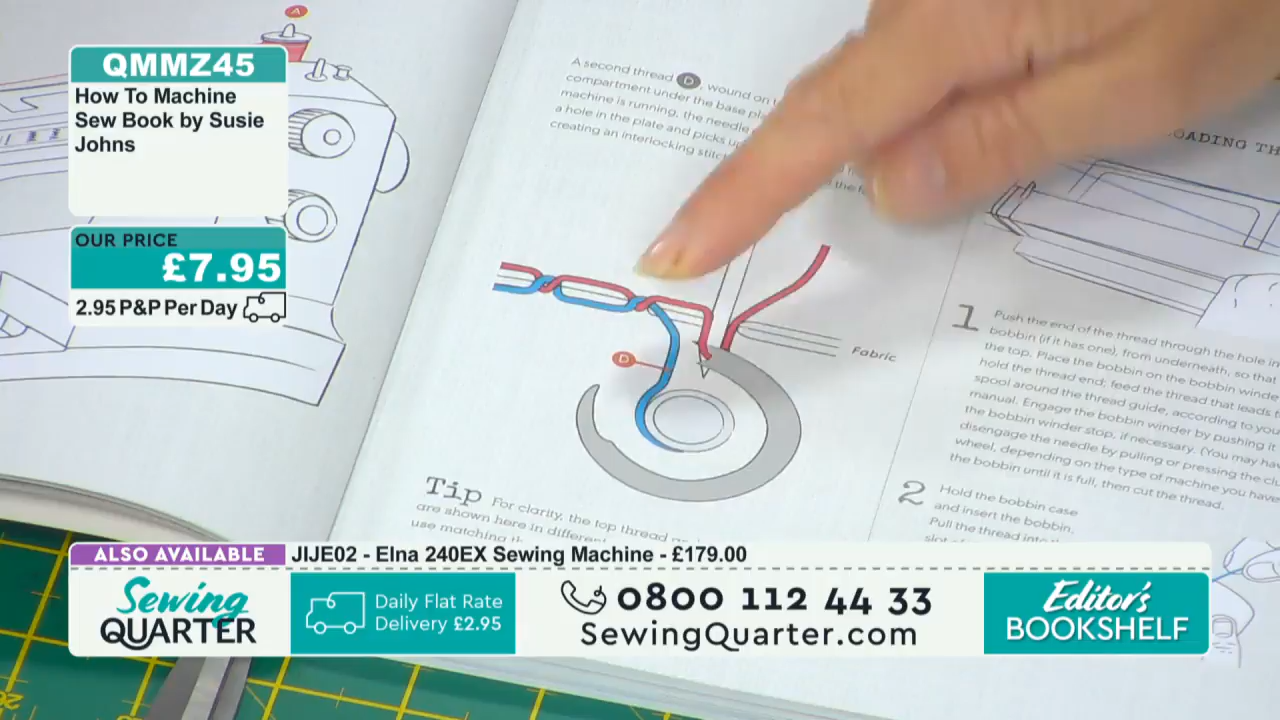 QMMZ45
How To Machine
Sew Book by Susie
Johns
OUR PRICE
£7.95
2.95 P&P Per Day
A
A second thread D, wound on
compartment under the base
machine is running, the needle
a hole in the plate and picks
creating an interlocking
D
Fabric
Tip For clarity, the top thread
are shown here in
use matching
1 Push the end of the thread through the hole in
bobbin (if it has one), from underneath, so that
the top. Place the bobbin on the bobbin
hold the thread end; feed the thread that leads
spool around the thread guide, according to
manual. Engage the bobbin winder by pushing it
the bobbin winder stop, if necessary. (You may
disengage the needle by pulling or pressing the
wheel, depending on the type of machine you have
the bobbin until it is full, then cut the thread.
2 Hold the bobbin case
and insert the bobbin.
Pull the thread
ALSO AVAILABLE JIJE02 - Elna 240EX Sewing Machine - £179.00
Sewing
QUARTER
Daily Flat Rate
Delivery £2.95
0800 112 44 33
SewingQuarter.com
Editor's
BOOKSHELF